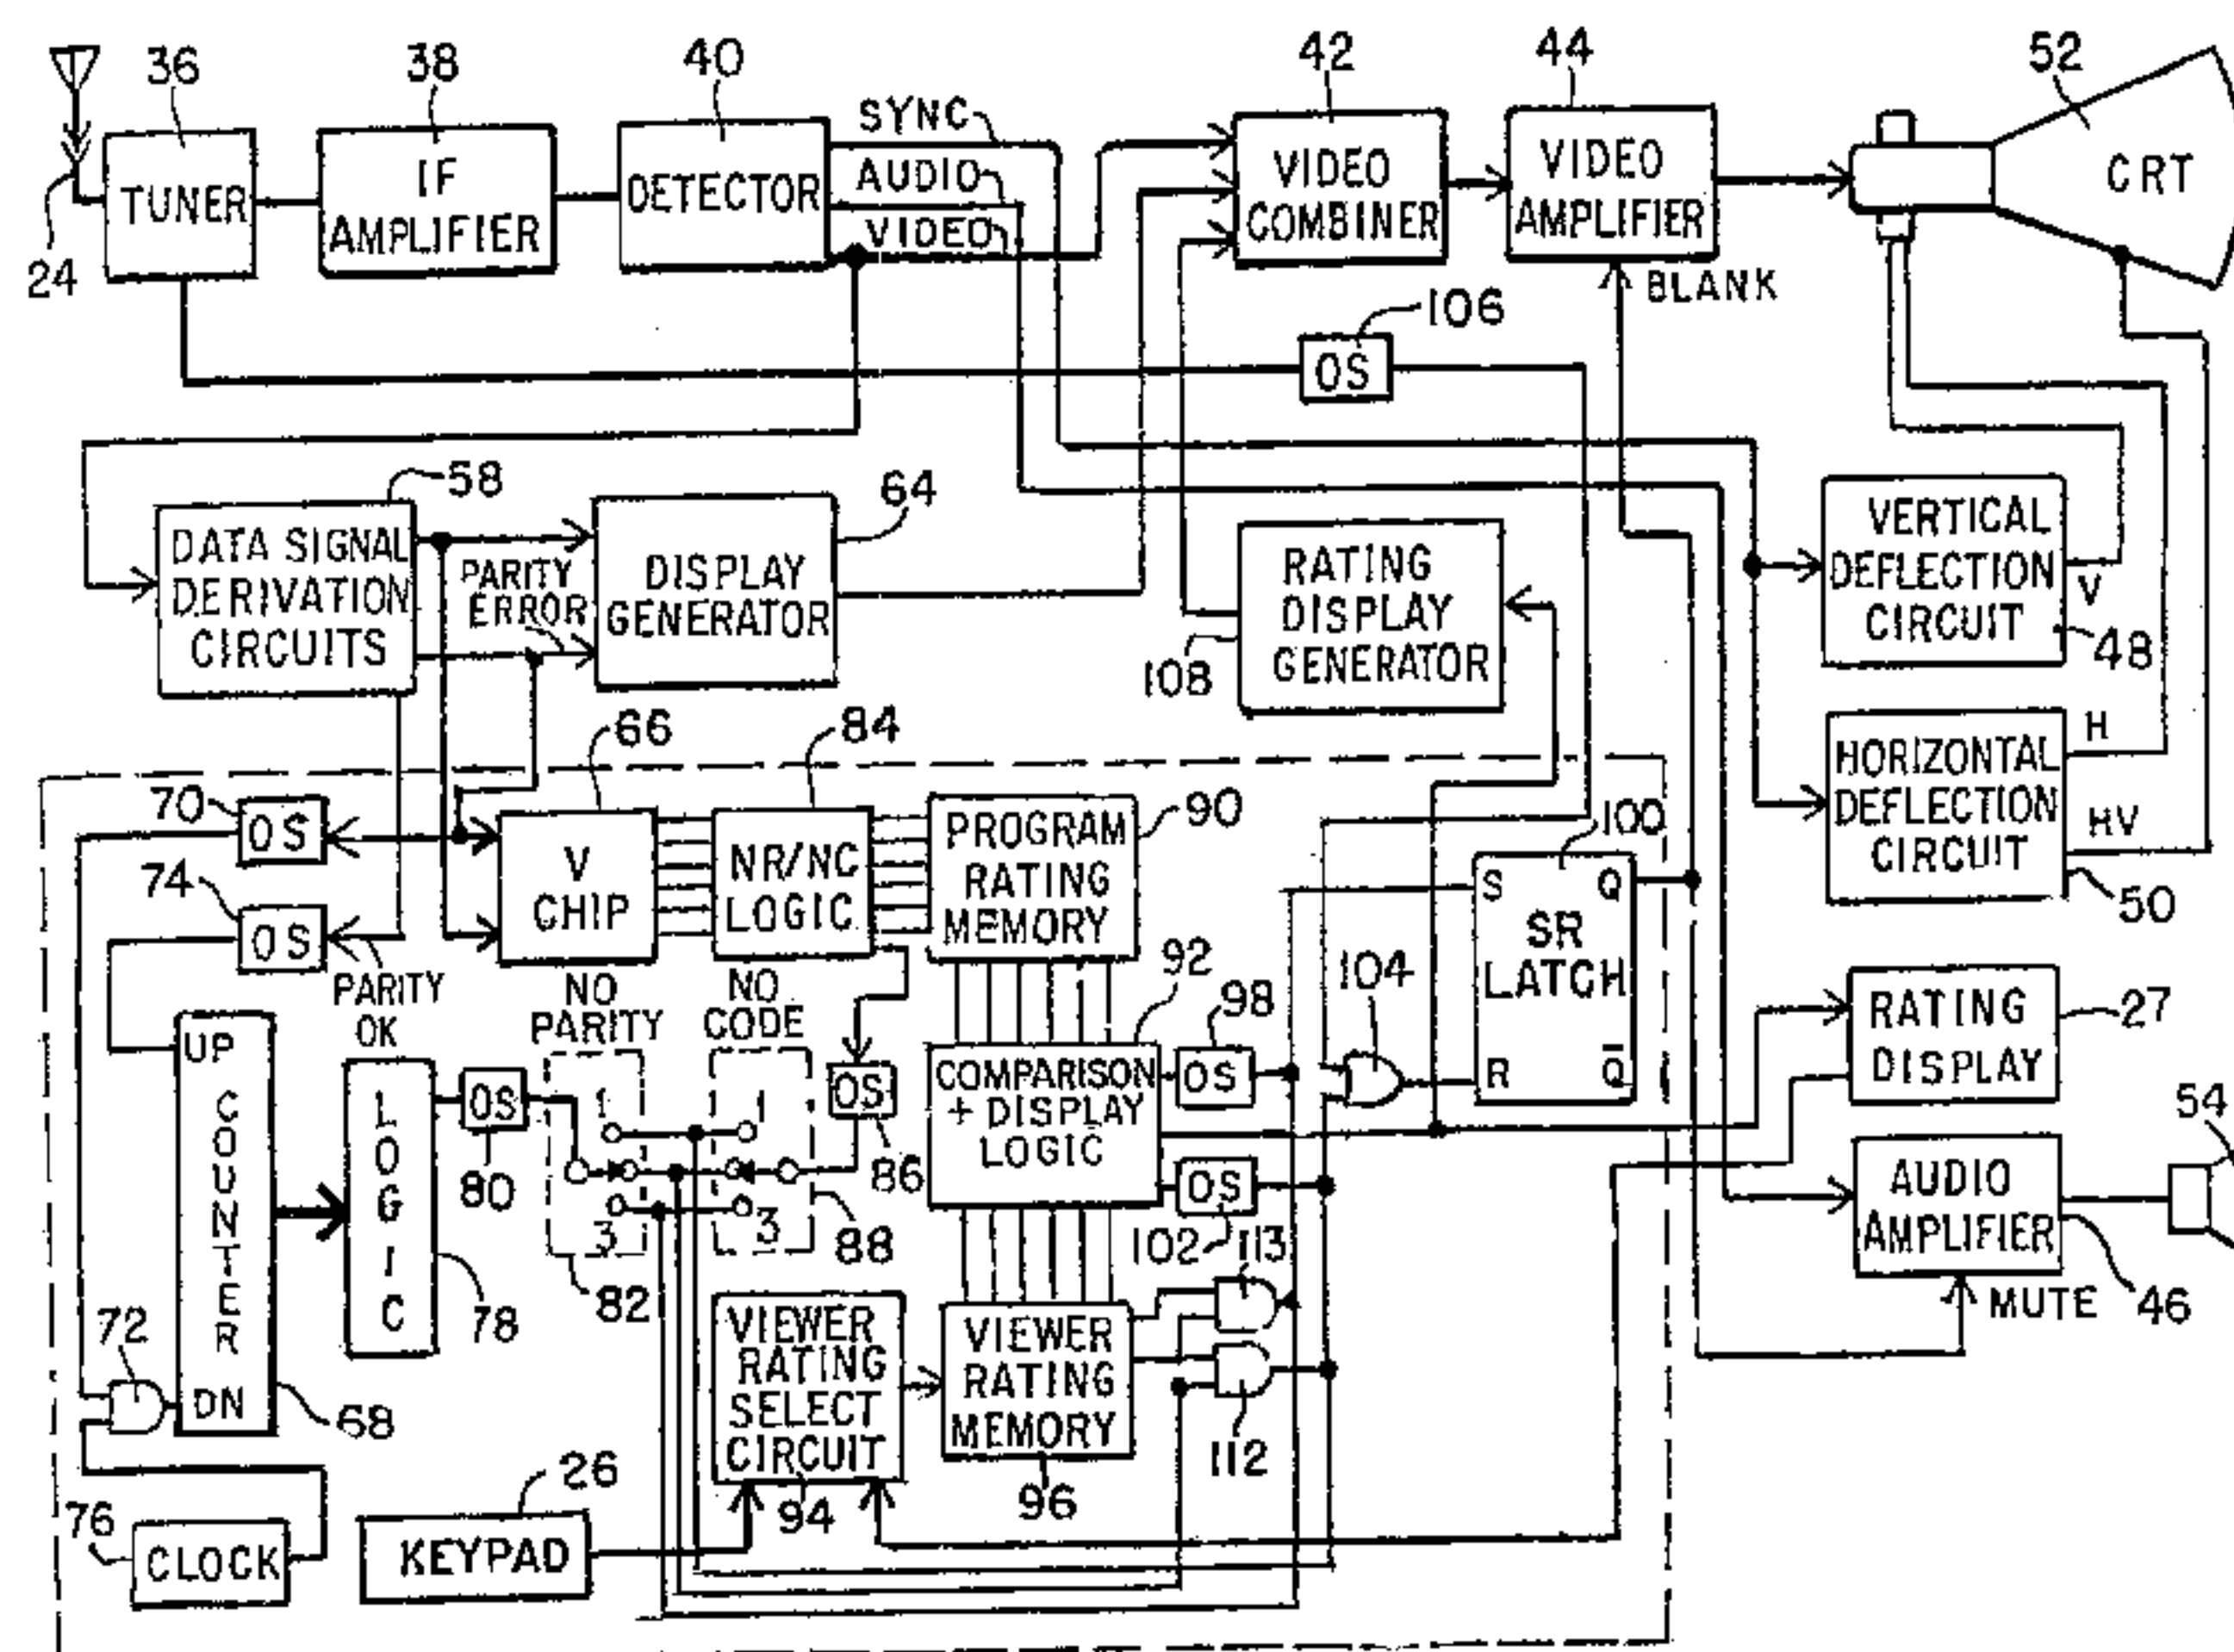 36
38
40
42
44
52
SYNC
AUDIO
VIDEO
TUNER
IF
AMPLIFIER
DETECTOR
VIDEO
COMBINER
VIDEO
AMPLIFIER
CRT
24
BLANK
106
OS
58
64
DATA SIGNAL
DERIVATION
CIRCUITS
PARITY
ERROR
DISPLAY
GENERATOR
RATING
DISPLAY
GENERATOR
108
VERTICAL
DEFLECTION
CIRCUIT
V
48
66
84
70
OS
74
OS
V
CHIP
NR/NC
LOGIC
PROGRAM
RATING
MEMORY
90
100
S
Q
SR
LATCH
R
Q̅
HORIZONTAL
DEFLECTION
CIRCUIT
H
HV
50
PARITY
OK
NO
PARITY
NO
CODE
92
98
104
RATING
DISPLAY
27
UP
COUNTER
DN
LOGIC
OS
80
1
3
1
3
OS
86
COMPARISON
+ DISPLAY
LOGIC
OS
OS
102
113
54
AUDIO
AMPLIFIER
46
MUTE
82
88
72
68
78
VIEWER
RATING
SELECT
CIRCUIT
VIEWER
RATING
MEMORY
112
94
96
26
76
CLOCK
KEYPAD